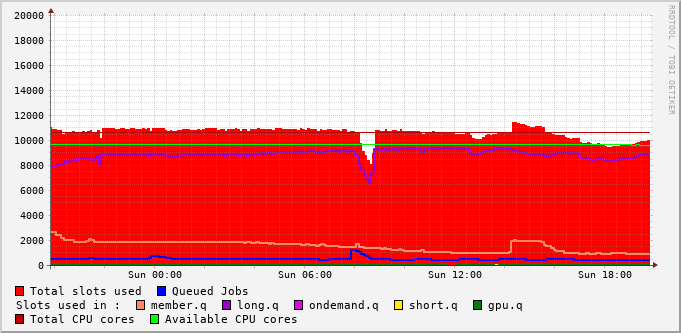 20000
18000
16000
14000
12000
10000
8000
6000
4000
2000
0
Sun 00:00 Sun 06:00 Sun 12:00 Sun 18:00
RRDTOOL / TOBI OETIKER
Total slots used Queued Jobs
Slots used in : member.q long.q ondemand.q short.q gpu.q
Total CPU cores Available CPU cores